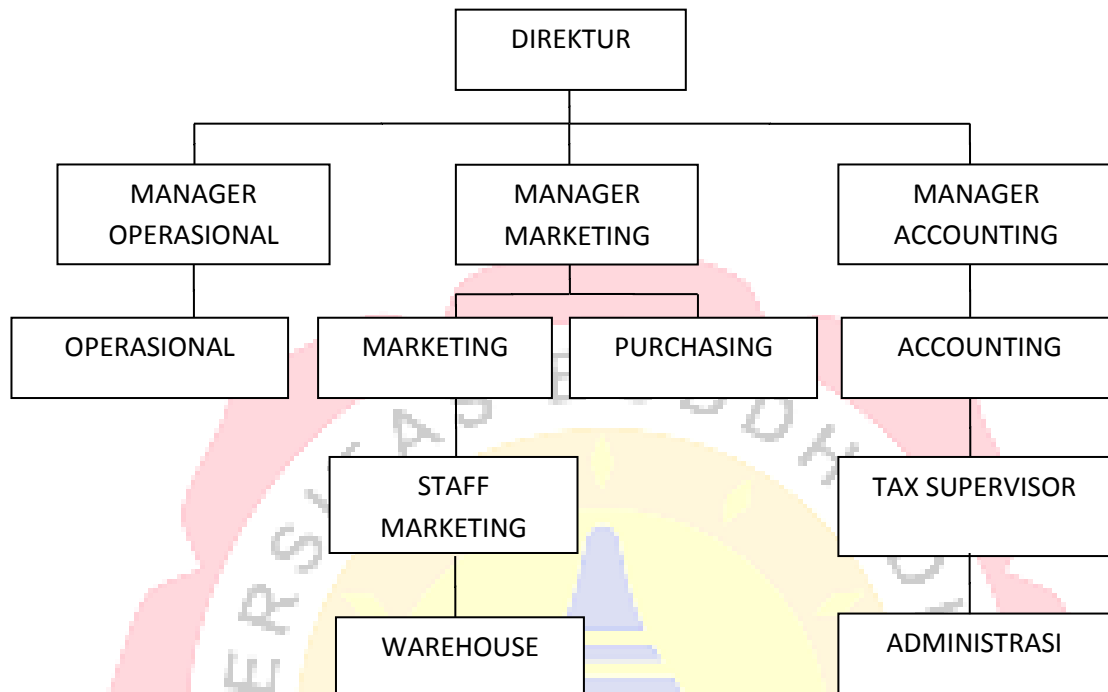 DIREKTUR
MANAGER
OPERASIONAL
MANAGER
MARKETING
MANAGER
ACCOUNTING
OPERASIONAL
MARKETING
PURCHASING
ACCOUNTING
STAFF
MARKETING
TAX SUPERVISOR
WAREHOUSE
ADMINISTRASI